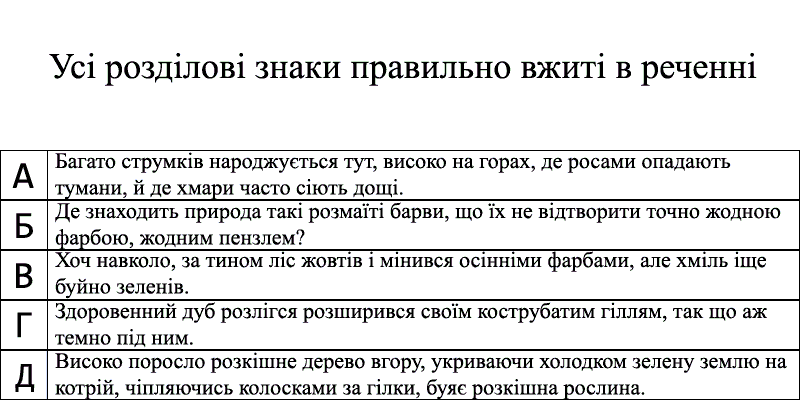 Усі розділові знаки правильно вжиті в реченні
А
Багато струмків народжується тут, високо на горах, де росами опадають
тумани, й де хмари часто сіють дощі.
Б
Де знаходить природа такі розмаїті барви, що їх не відтворити точно жодною
фарбою, жодним пензлем?
В
Хоч навколо, за тином ліс жовтів і мінився осінніми фарбами, але хміль іще
буйно зеленів.
Г
Здоровенний дуб розлігся розширився своїм кострубатим гіллям, так що аж
темно під ним.
Д
Високо поросло розкішне дерево вгору, укриваючи холодком зелену землю на
котрій, чіпляючись колосками за гілки, буяє розкішна рослина.